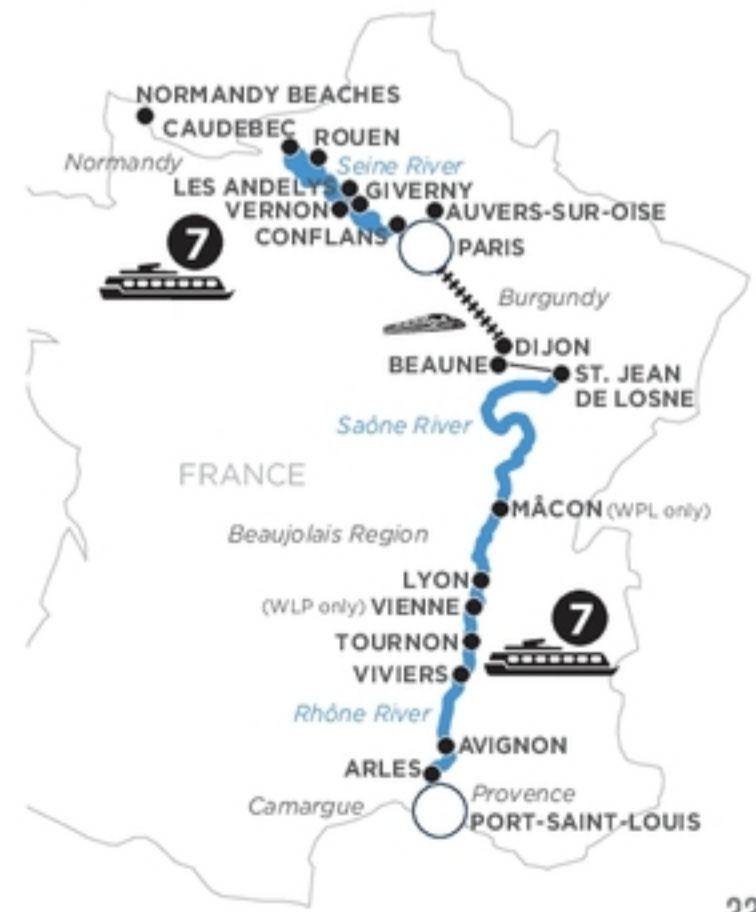 NORMANDY BEACHES
CAUDEBEC
ROUEN
Normandy
Seine River
LES ANDELYS
GIVERNY
VERNON
AUVERS-SUR-OISE
CONFLANS
PARIS
7
Burgundy
DIJON
BEAUNE
ST. JEAN
DE LOSNE
Saône River
FRANCE
MÂCON (WPL only)
Beaujolais Region
LYON
(WLP only) VIENNE
7
TOURNON
VIVIERS
Rhône River
AVIGNON
ARLES
Provence
Camargue
PORT-SAINT-LOUIS